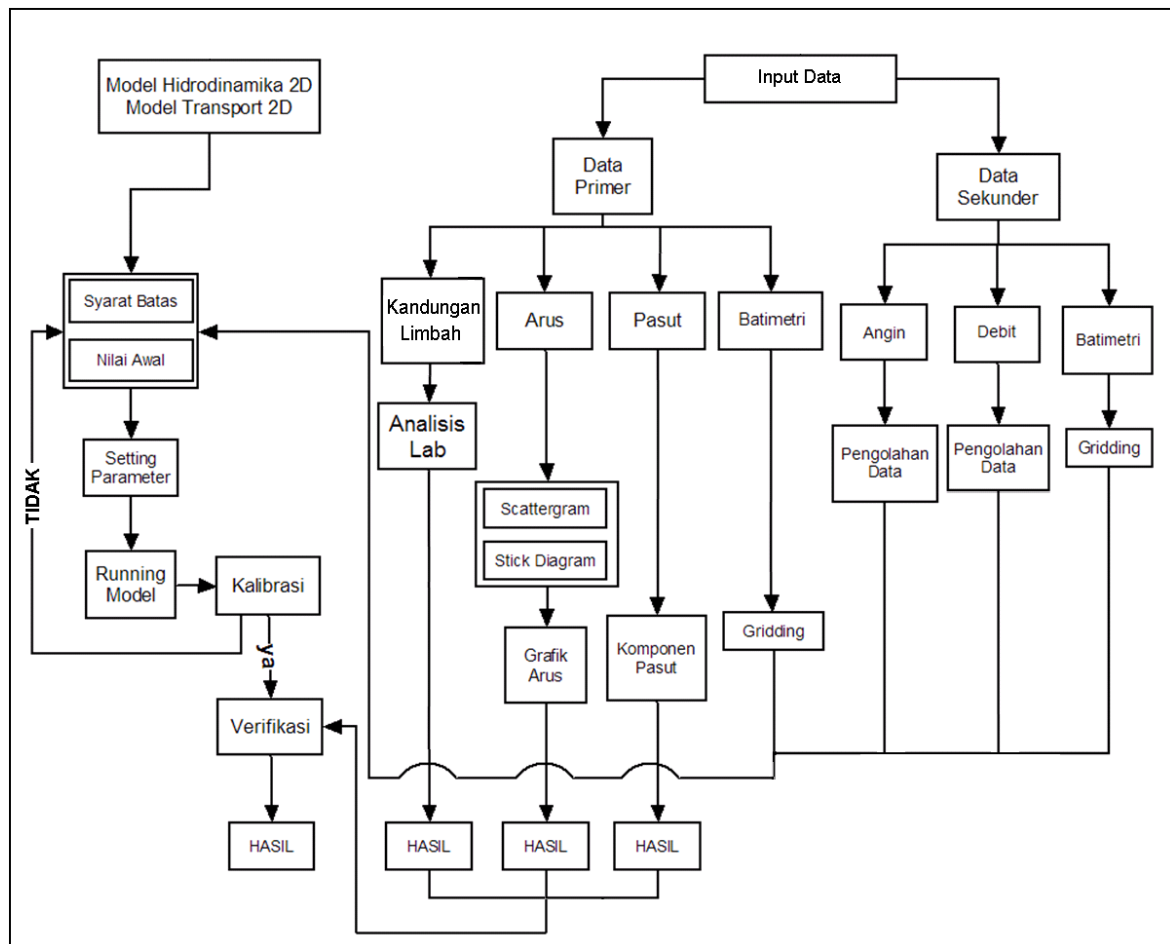 Model Hidrodinamika 2D
Model Transport 2D
Syarat Batas
Nilai Awal
Setting
Parameter
Running
Model
Kalibrasi
TIDAK
ya
Verifikasi
HASIL
Input Data
Data
Primer
Kandungan
Limbah
Analisis
Lab
HASIL
Arus
Scattergram
Stick Diagram
Grafik
Arus
HASIL
Pasut
Komponen
Pasut
HASIL
Batimetri
Gridding
Data
Sekunder
Angin
Pengolahan
Data
Debit
Pengolahan
Data
Batimetri
Gridding